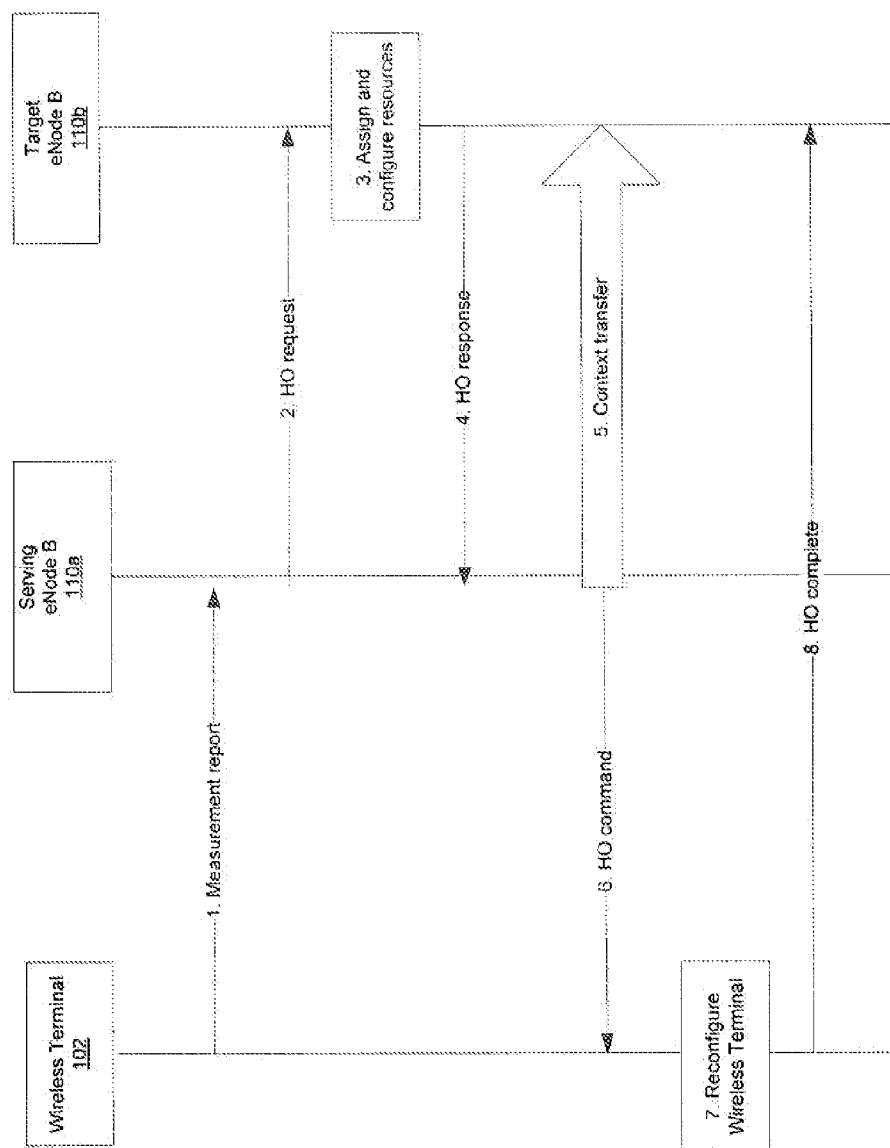 Wireless Terminal
102
Serving
eNode B
110a
Target
eNode B
110b
1. Measurement report
2. HO request
3. Assign and
configure resources
4. HO response
5. Context transfer
6. HO command
7. Reconfigure
Wireless Terminal
8. HO complete